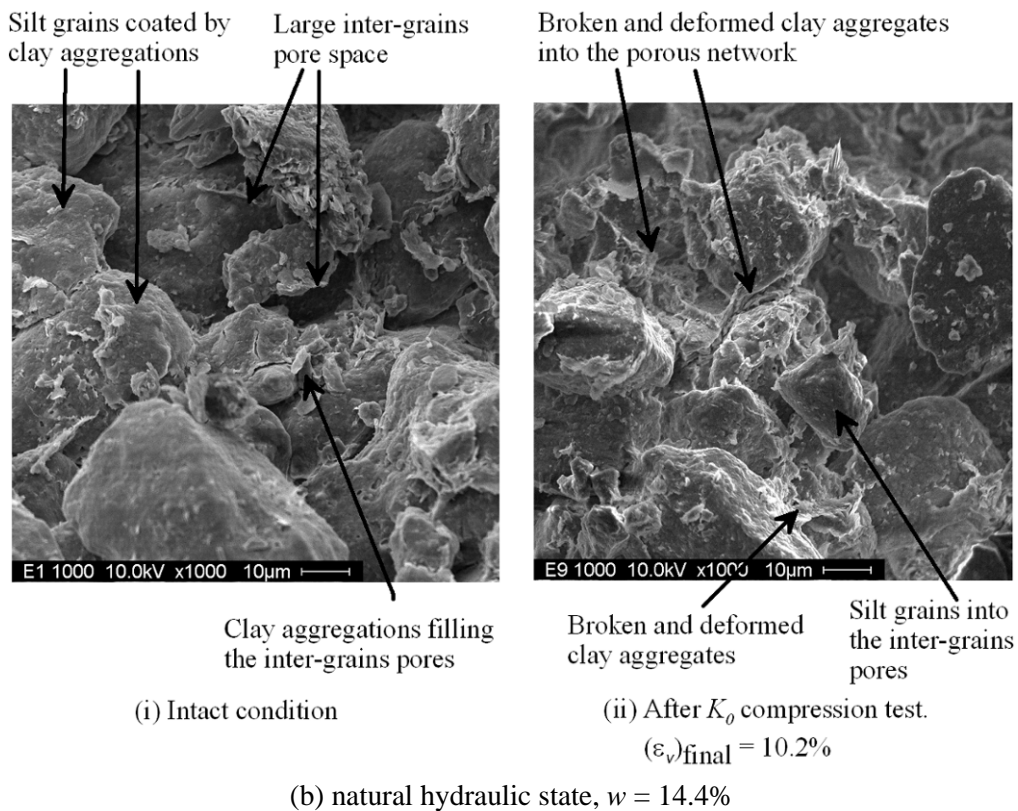 Silt grains coated by
clay aggregations
Large inter-grains
pore space
Broken and deformed clay aggregates
into the porous network
E1 1000 10.0kV x1000 10µm
E9 1000 10.0kV x1000 10µm
Clay aggregations filling
the inter-grains pores
Broken and deformed
clay aggregates
Silt grains into
the inter-grains
pores
(i) Intact condition
(ii) After K₀ compression test.
(εᵥ)final = 10.2%
(b) natural hydraulic state, w = 14.4%